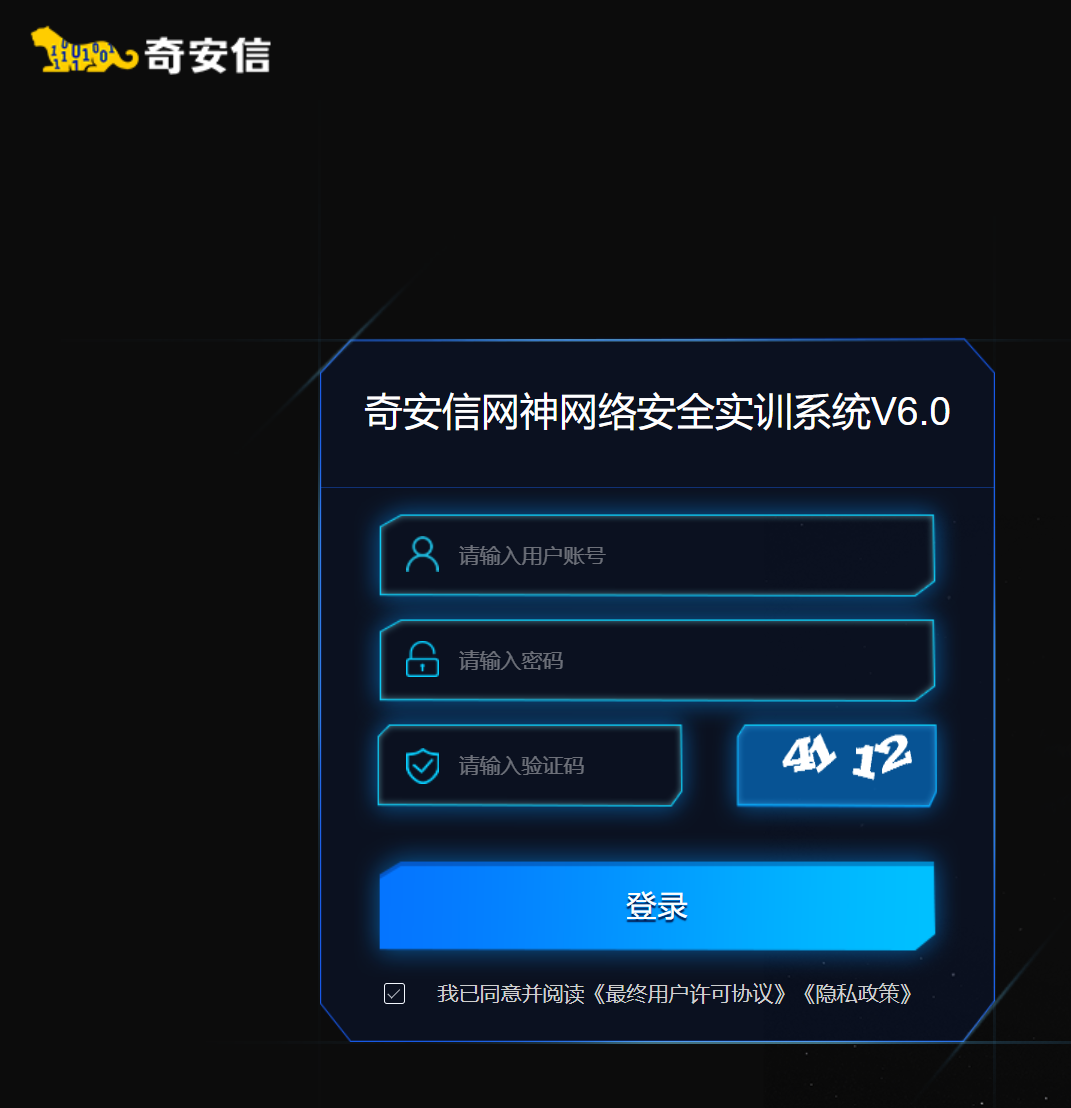 奇安信
奇安信网神网络安全实训系统V6.0
请输入用户账号
请输入密码
请输入验证码
登录
我已同意并阅读《最终用户许可协议》《隐私政策》